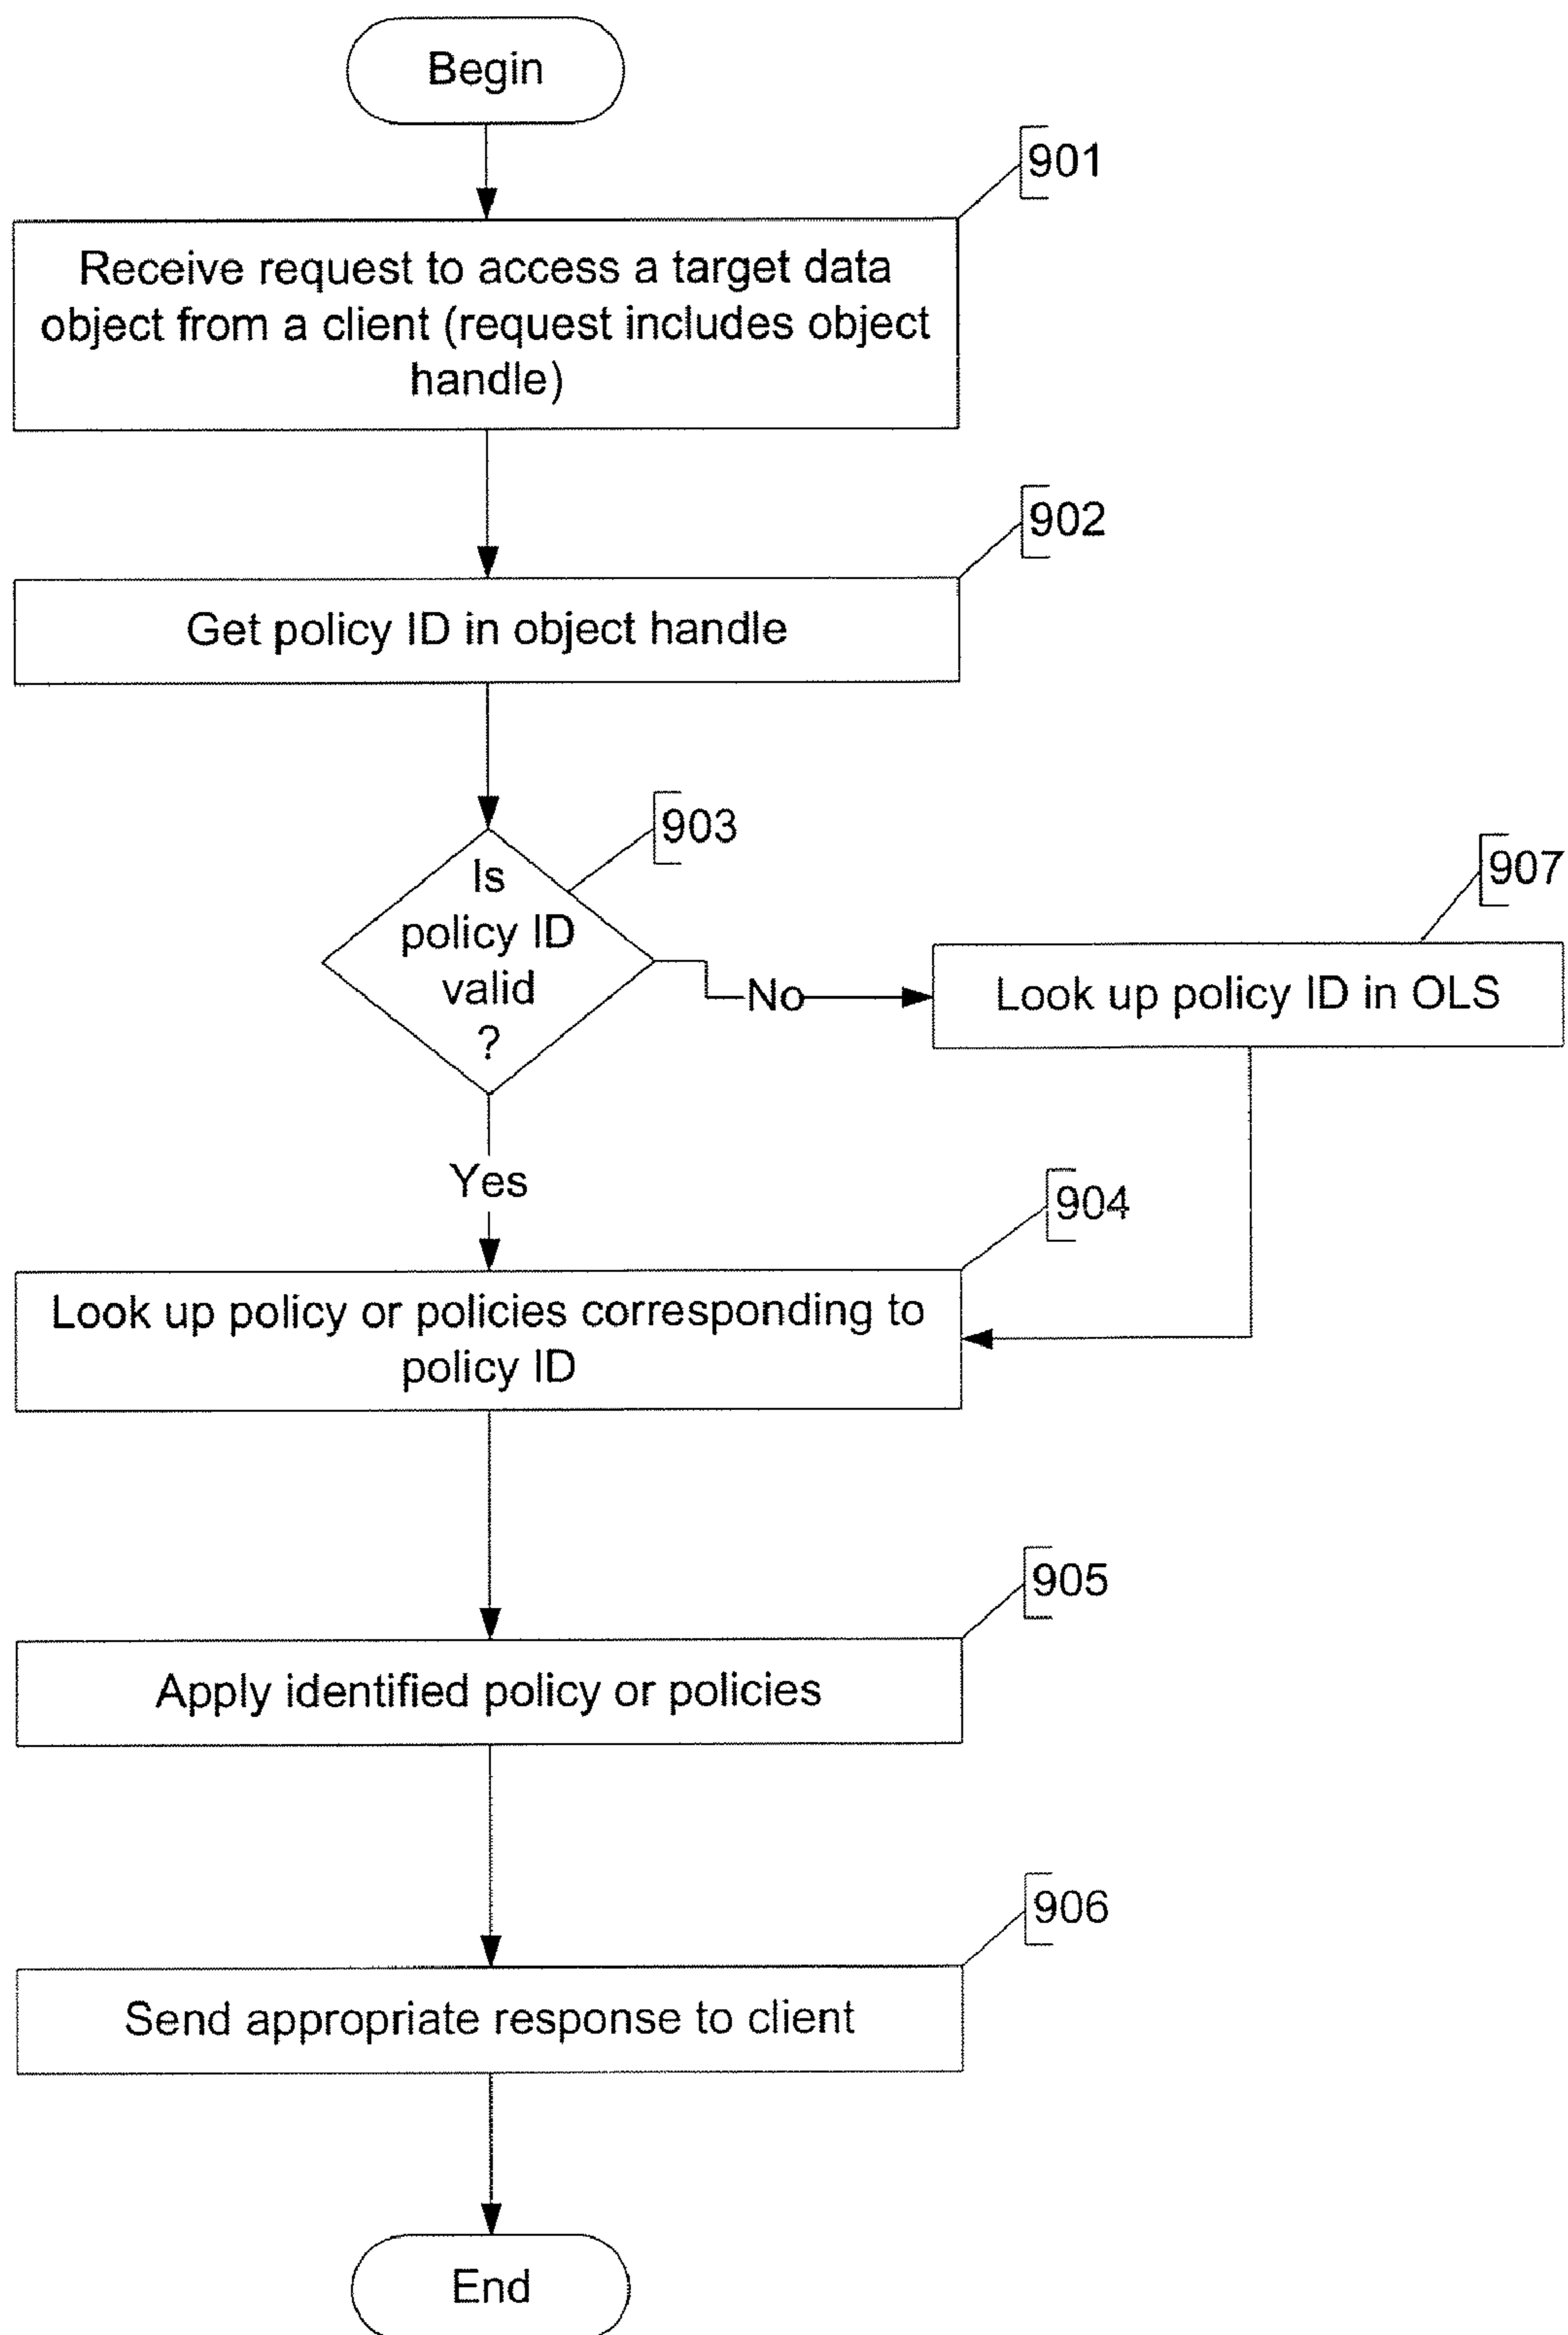 Begin
901
Receive request to access a target data
object from a client (request includes object
handle)
902
Get policy ID in object handle
903
Is
policy ID
valid
?
907
No
Look up policy ID in OLS
Yes
904
Look up policy or policies corresponding to
policy ID
905
Apply identified policy or policies
906
Send appropriate response to client
End